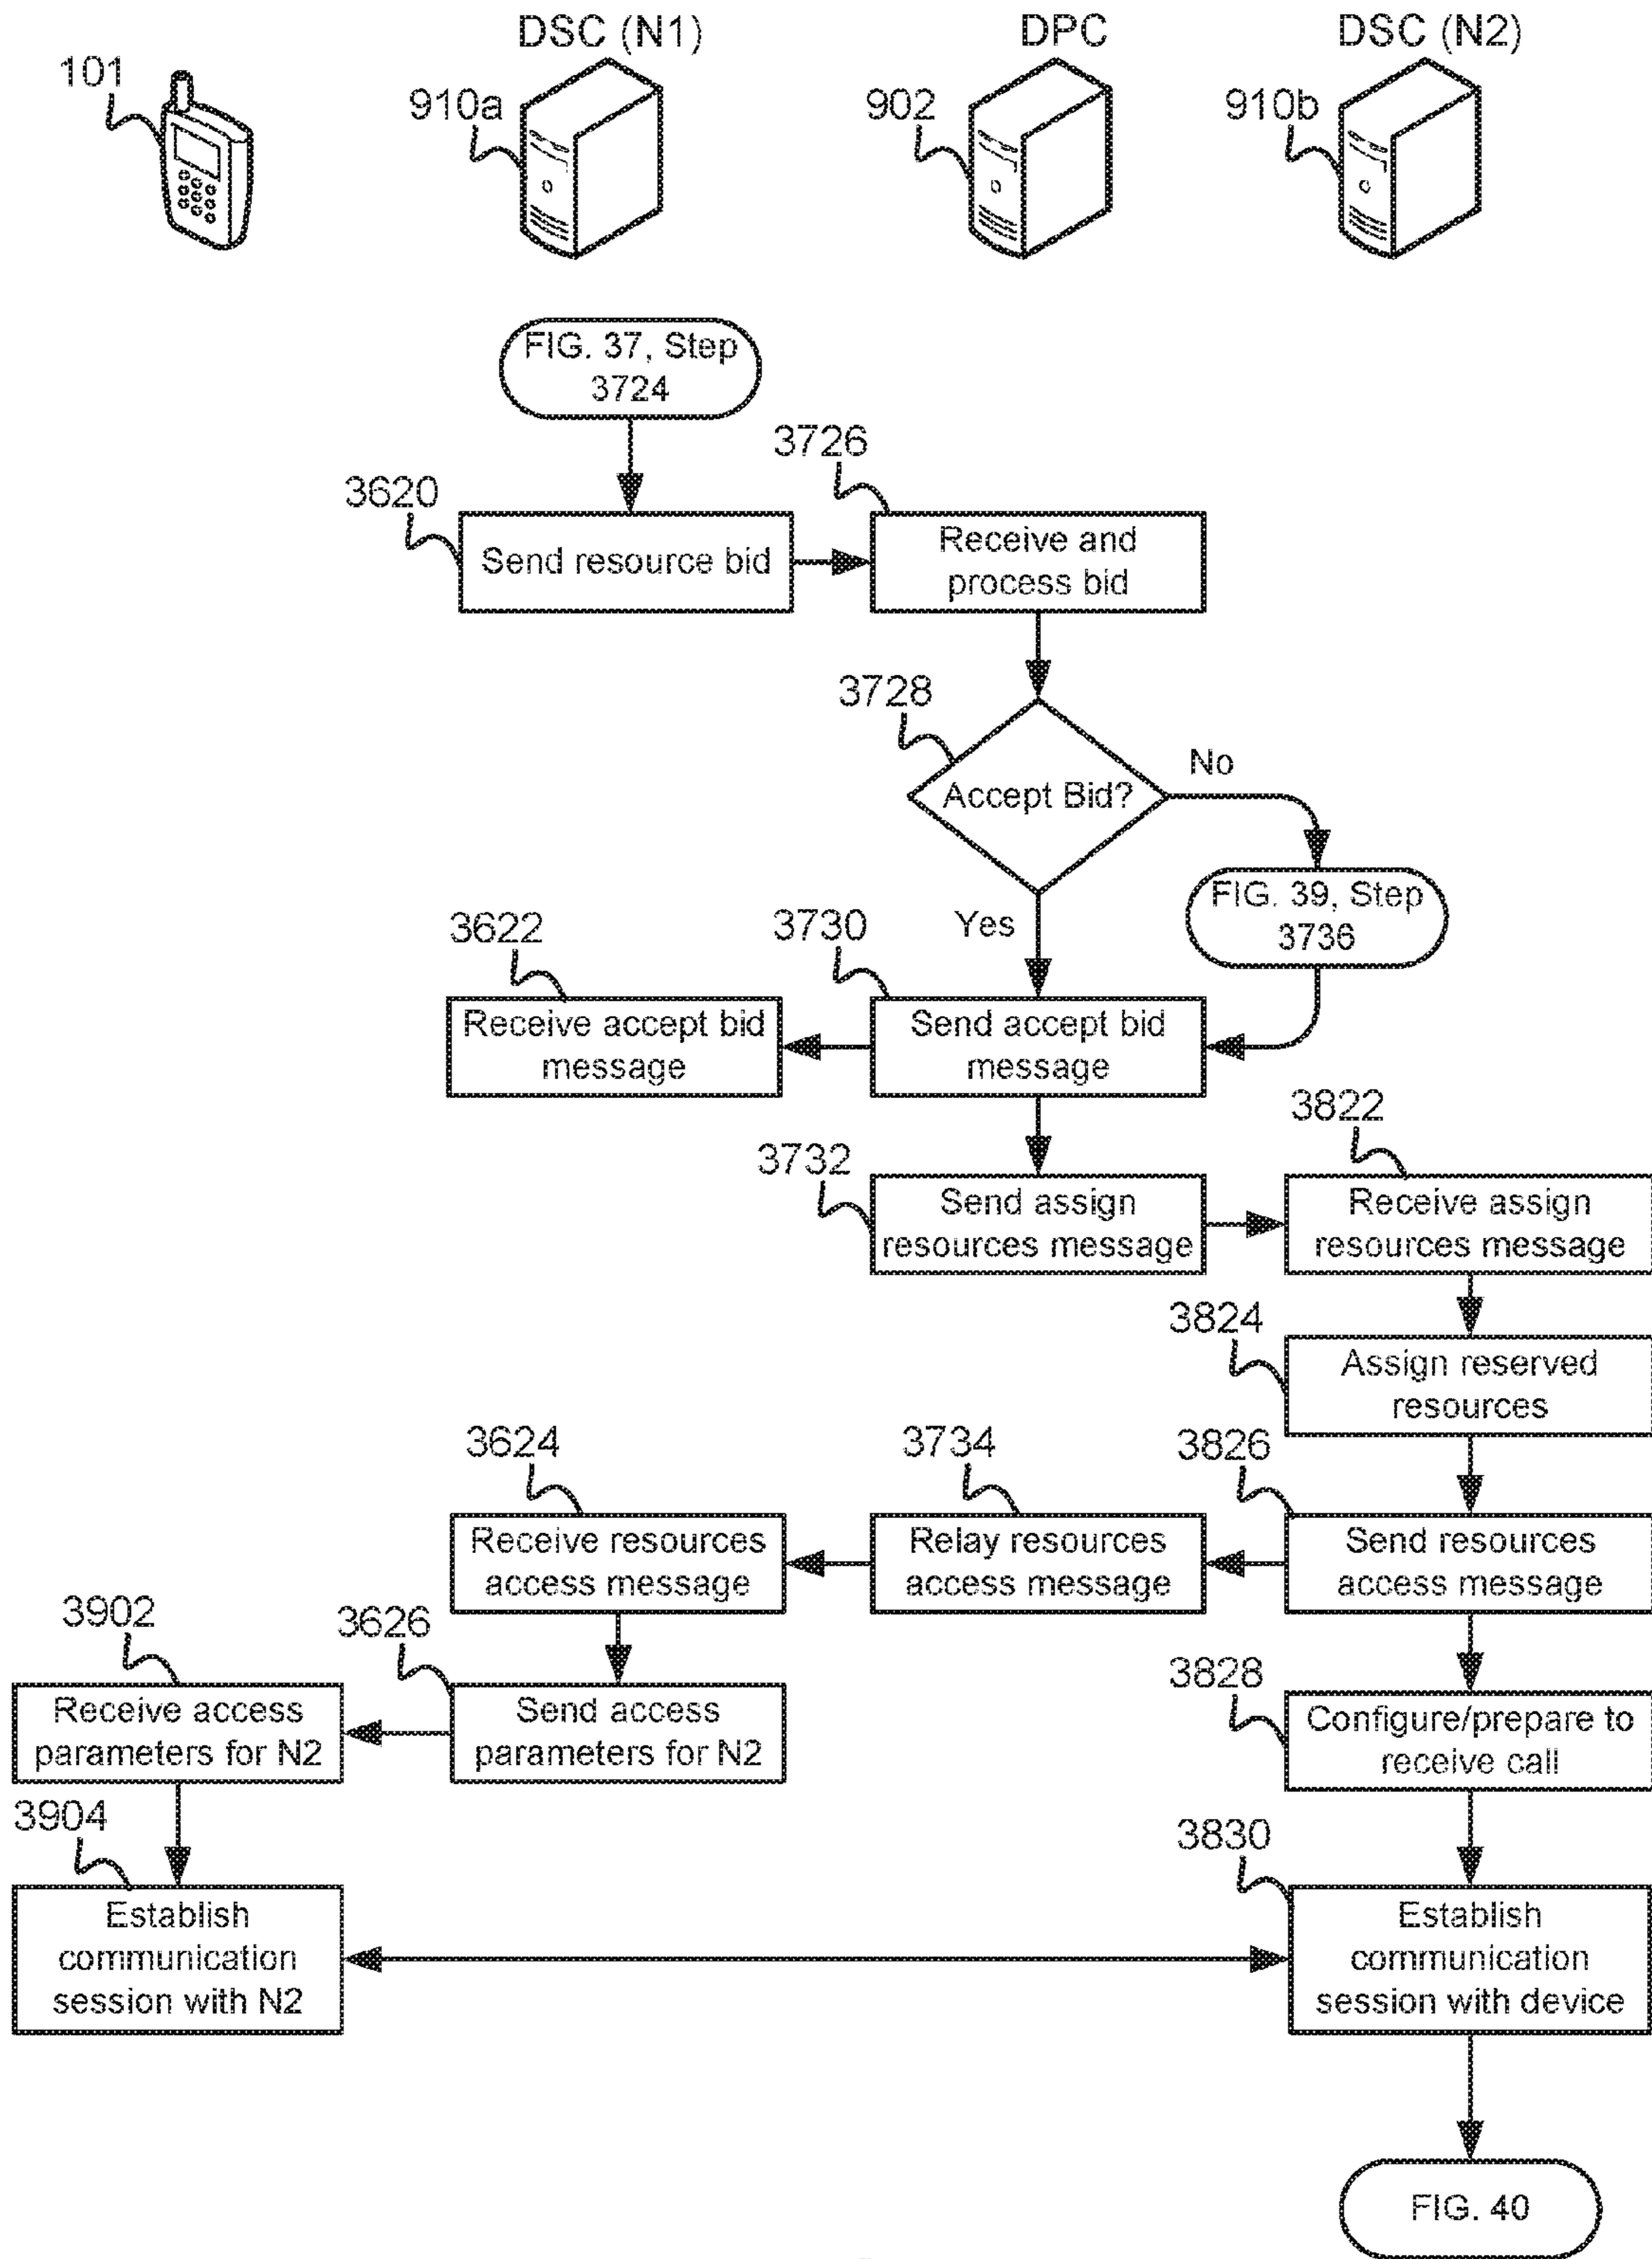 DSC (N1)
DPC
DSC (N2)
101
910a
902
910b
FIG. 37, Step
3724
3726
3620
Send resource bid
Receive and
process bid
3728
No
Accept Bid?
FIG. 39, Step
3736
Yes
3622
3730
Receive accept bid
message
Send accept bid
message
3822
3732
Send assign
resources message
Receive assign
resources message
3824
Assign reserved
resources
3624
3734
3826
Receive resources
access message
Relay resources
access message
Send resources
access message
3902
3626
3828
Receive access
parameters for N2
Send access
parameters for N2
Configure/prepare to
receive call
3904
3830
Establish
communication
session with N2
Establish
communication
session with device
FIG. 40